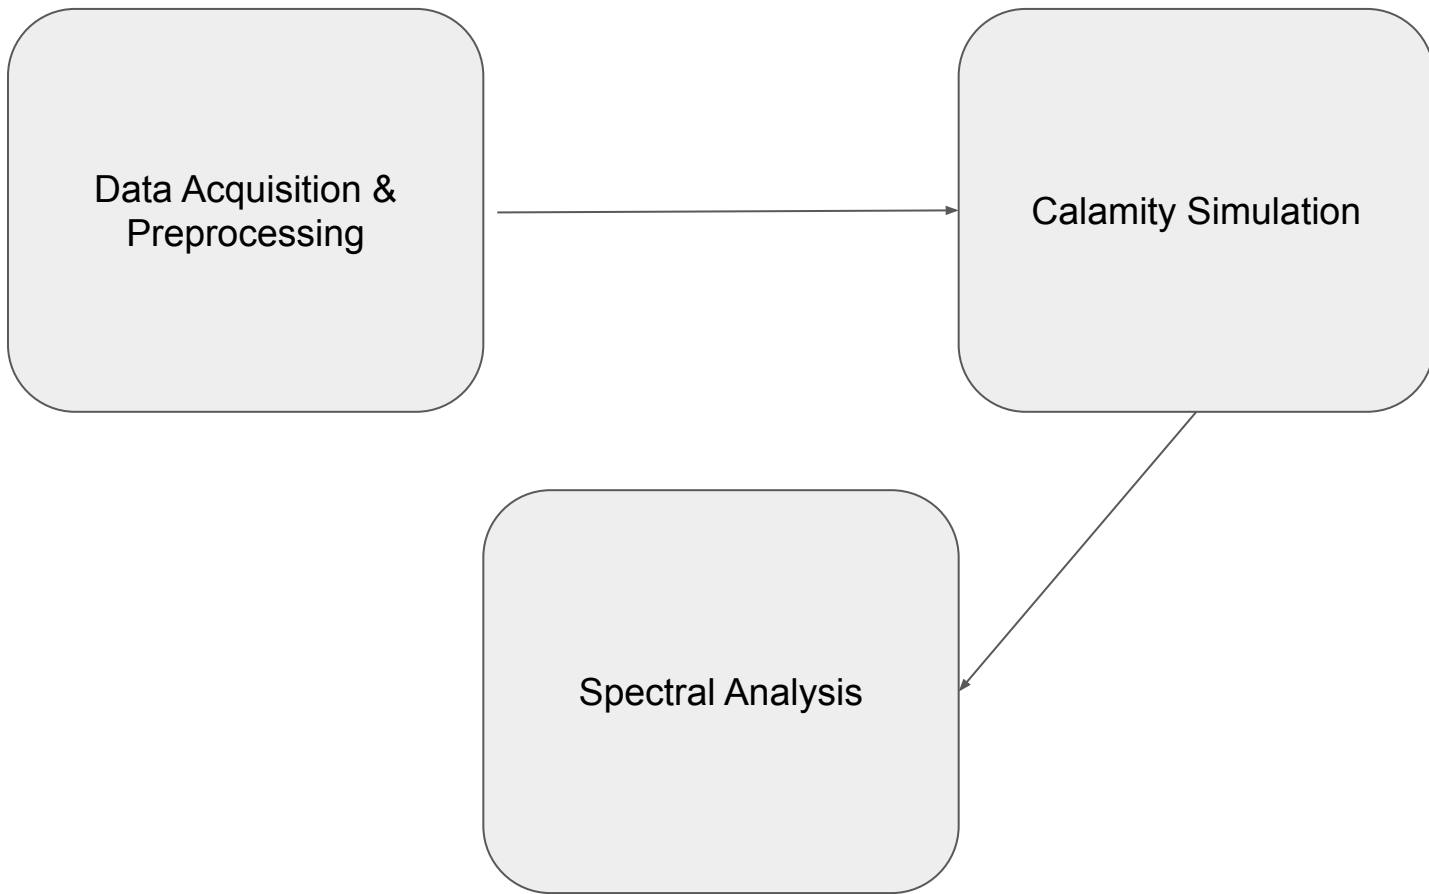 Data Acquisition &
Preprocessing
Calamity Simulation
Spectral Analysis